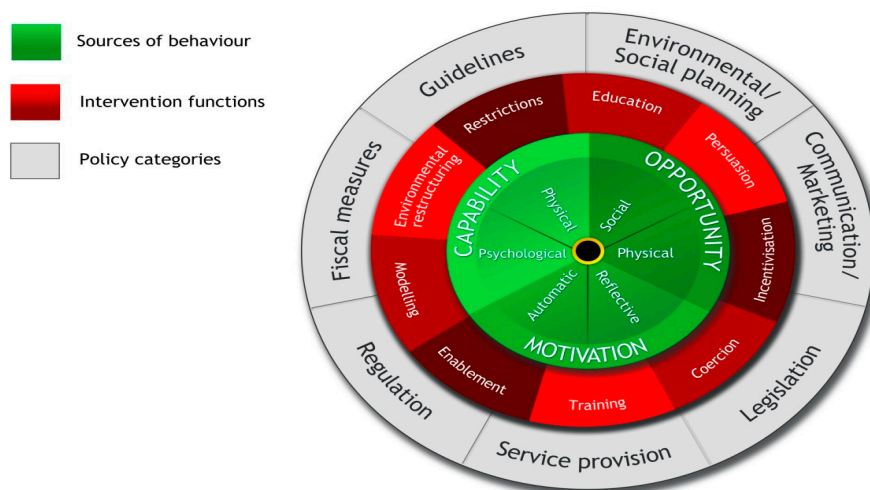 Sources of behaviour
Intervention functions
Policy categories
Guidelines
Environmental/
Social planning
Communication/
Marketing
Legislation
Service provision
Regulation
Fiscal measures
Restrictions
Education
Persuasion
Incentivisation
Coercion
Training
Enablement
Modelling
Environmental
restructuring
CAPABILITY
OPPORTUNITY
MOTIVATION
Physical
Social
Physical
Reflective
Automatic
Psychological